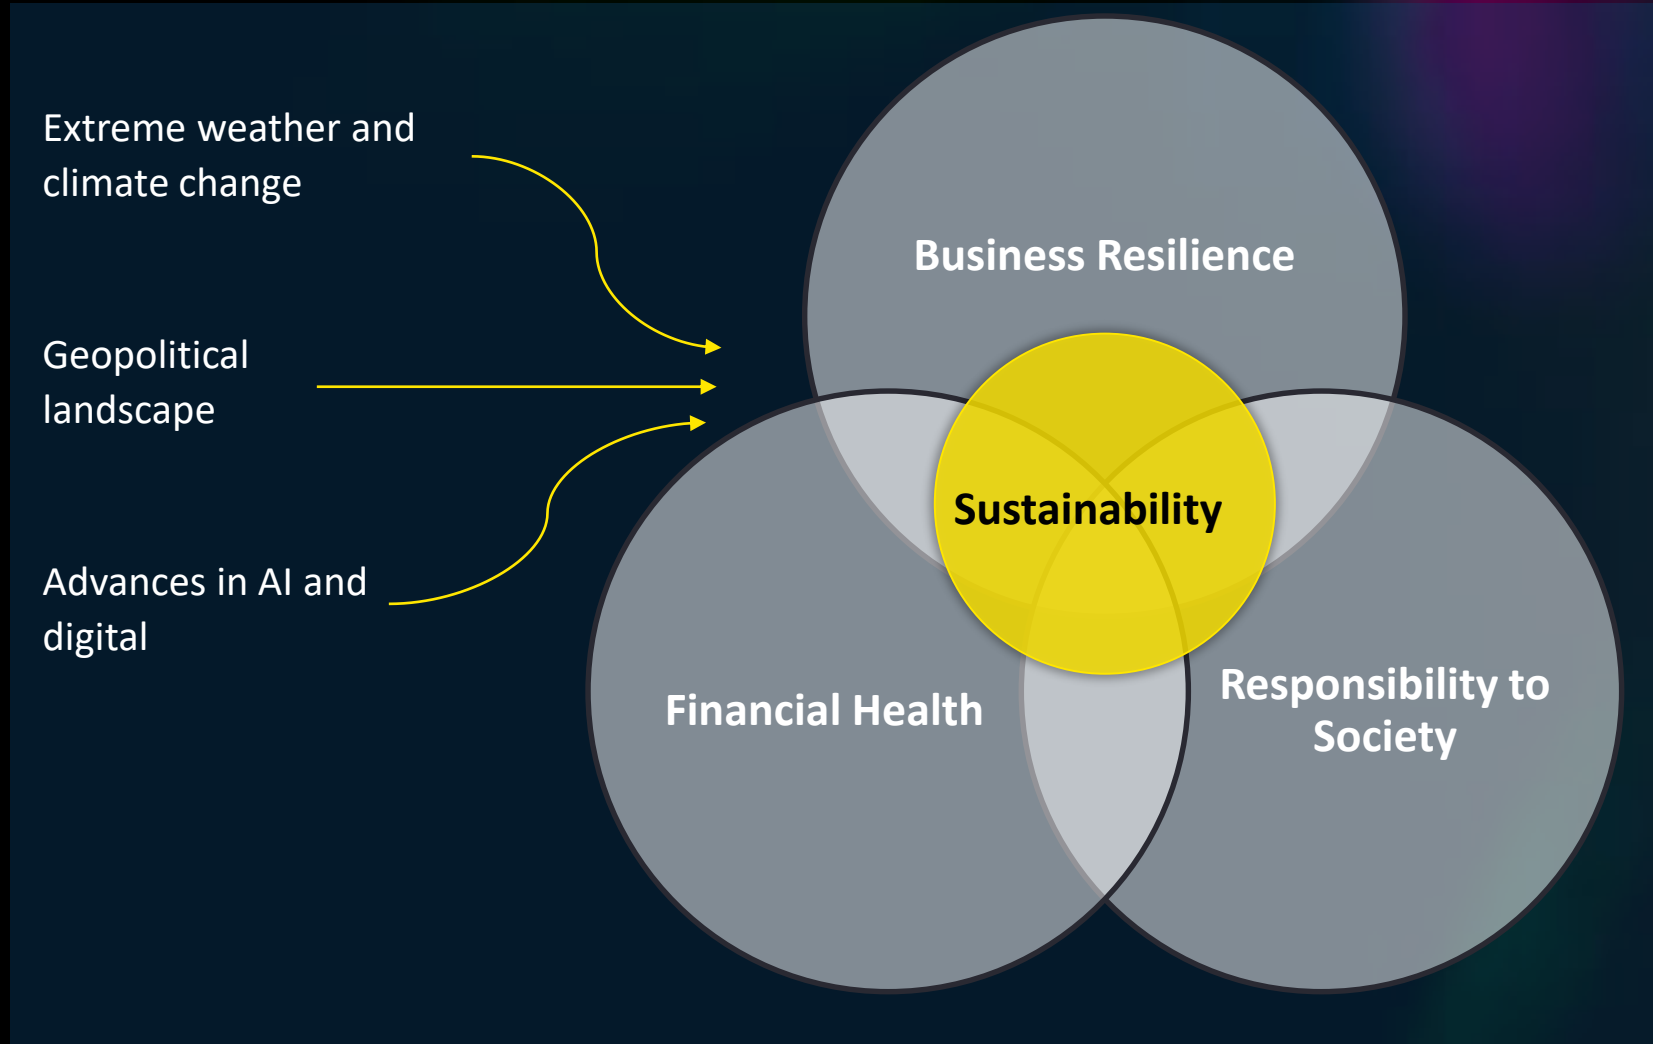 Extreme weather and
climate change
Geopolitical
landscape
Advances in AI and
digital
Business Resilience
Sustainability
Financial Health
Responsibility to
Society